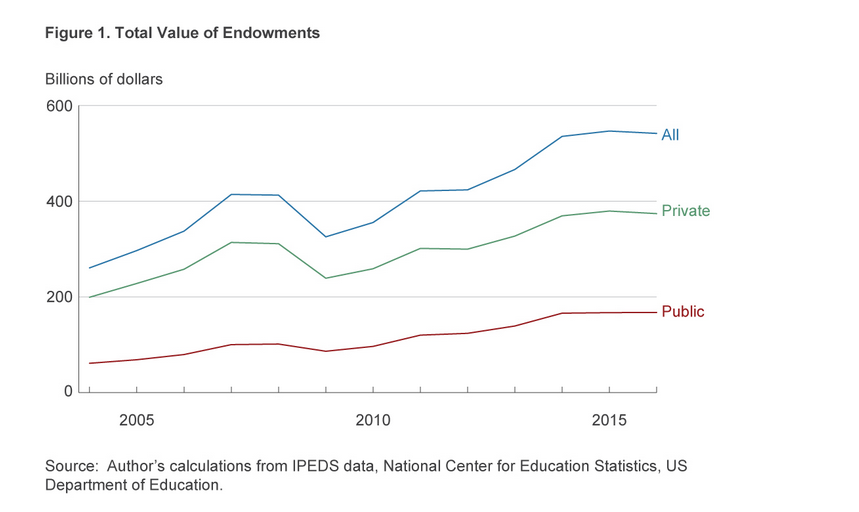 Figure 1. Total Value of Endowments
Billions of dollars
600
All
400
Private
200
Public
0
2005 2010 2015
Source:  Author’s calculations from IPEDS data, National Center for Education Statistics, US
Department of Education.